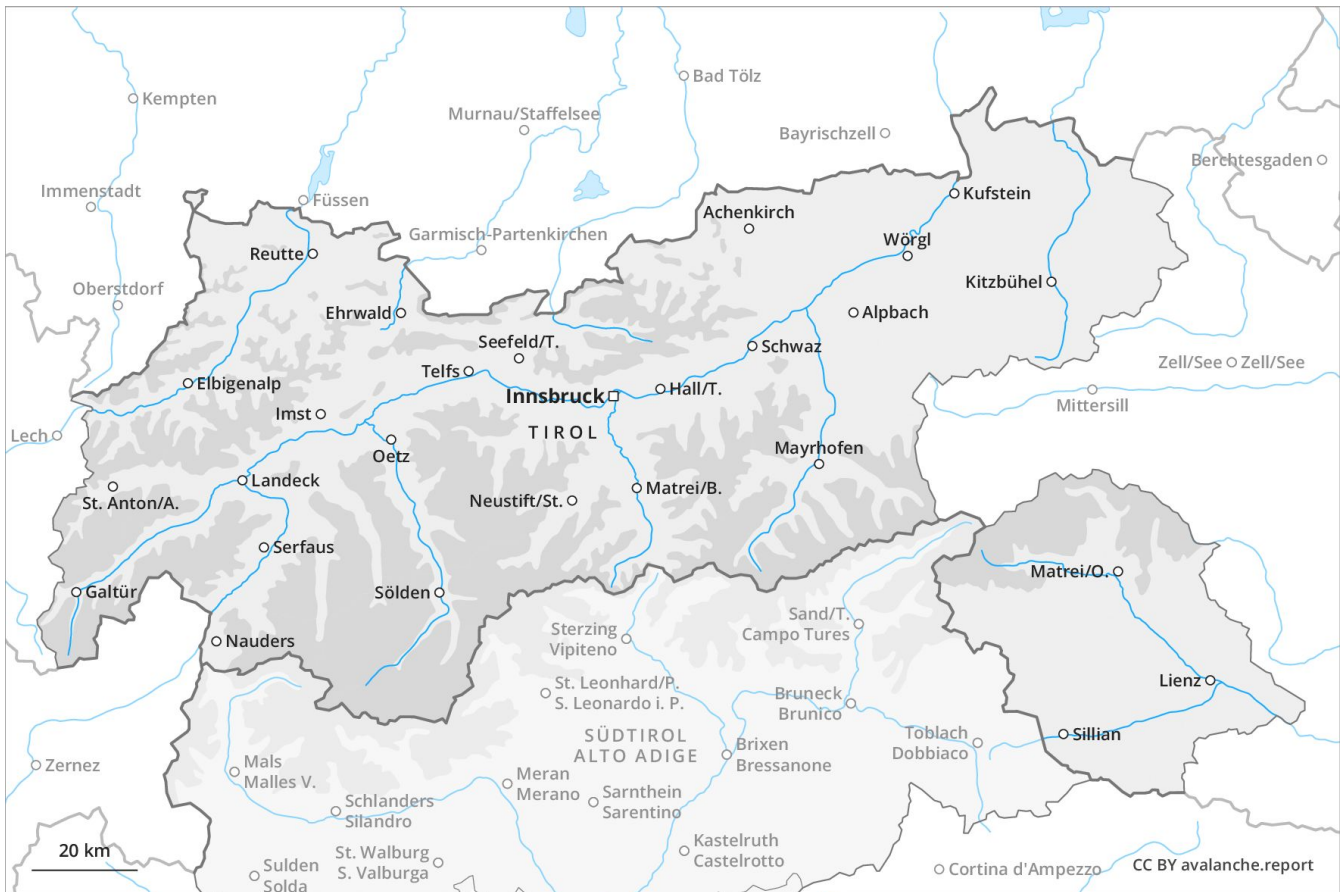 Kempten
Bad Tölz
Murnau/Staffelsee
Bayrischzell
Berchtesgaden
Immenstadt
Füssen
Kufstein
Achenkirch
Garmisch-Partenkirchen
Wörgl
Reutte
Oberstdorf
Kitzbühel
Ehrwald
Alpbach
Seefeld/T.
Schwaz
Telfs
Zell/See
Zell/See
Elbigenalp
Innsbruck
Hall/T.
Mittersill
Imst
TIROL
Lech
Oetz
Mayrhofen
Landeck
Matrei/B.
St. Anton/A.
Neustift/St.
Serfaus
Matrei/O.
Galtür
Sölden
Sand/T.
Campo Tures
Sterzing
Vipiteno
Nauders
Lienz
St. Leonhard/P.
S. Leonardo i. P.
Bruneck
Brunico
SÜDTIROL
ALTO ADIGE
Toblach
Dobbiaco
Sillian
Brixen
Bressanone
Zernez
Mals
Malles V.
Meran
Merano
Sarnthein
Sarentino
Schlanders
Silandro
Kastelruth
Castelrotto
20 km
St. Walburg
S. Valburga
Sulden
Solda
Cortina d'Ampezzo
CC BY avalanche.report